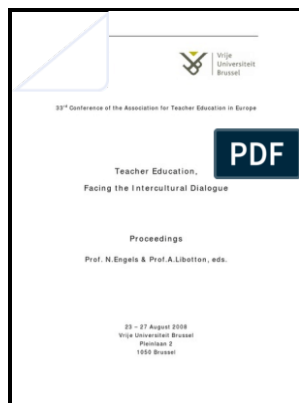 Vrije
Universiteit
Brussel
33rd Conference of the Association for Teacher Education in Europe
PDF
Teacher Education,
Facing the Intercultural Dialogue
Proceedings
Prof. N.Engels & Prof.A.Libotton, eds.
23 – 27 August 2008
Vrije Universiteit Brussel
Pleinlaan 2
1050 Brussel